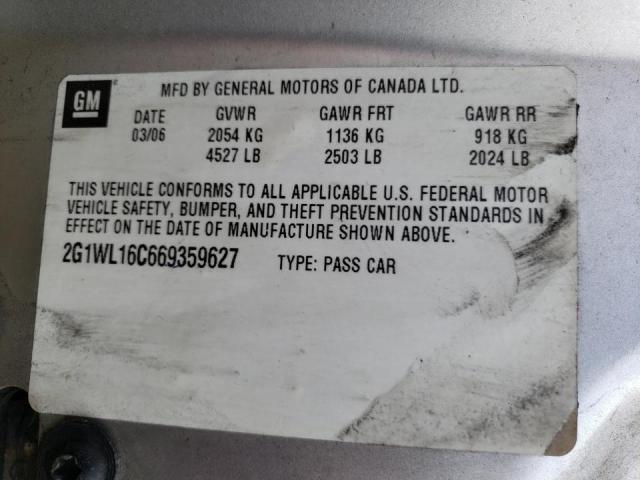 GM®
MFD BY GENERAL MOTORS OF CANADA LTD.
DATE GVWR GAWR FRT GAWR RR
03/06 2054 KG 1136 KG 918 KG
4527 LB 2503 LB 2024 LB
THIS VEHICLE CONFORMS TO ALL APPLICABLE U.S. FEDERAL MOTOR
VEHICLE SAFETY, BUMPER, AND THEFT PREVENTION STANDARDS IN
EFFECT ON THE DATE OF MANUFACTURE SHOWN ABOVE.
2G1WL16C669359627 TYPE: PASS CAR